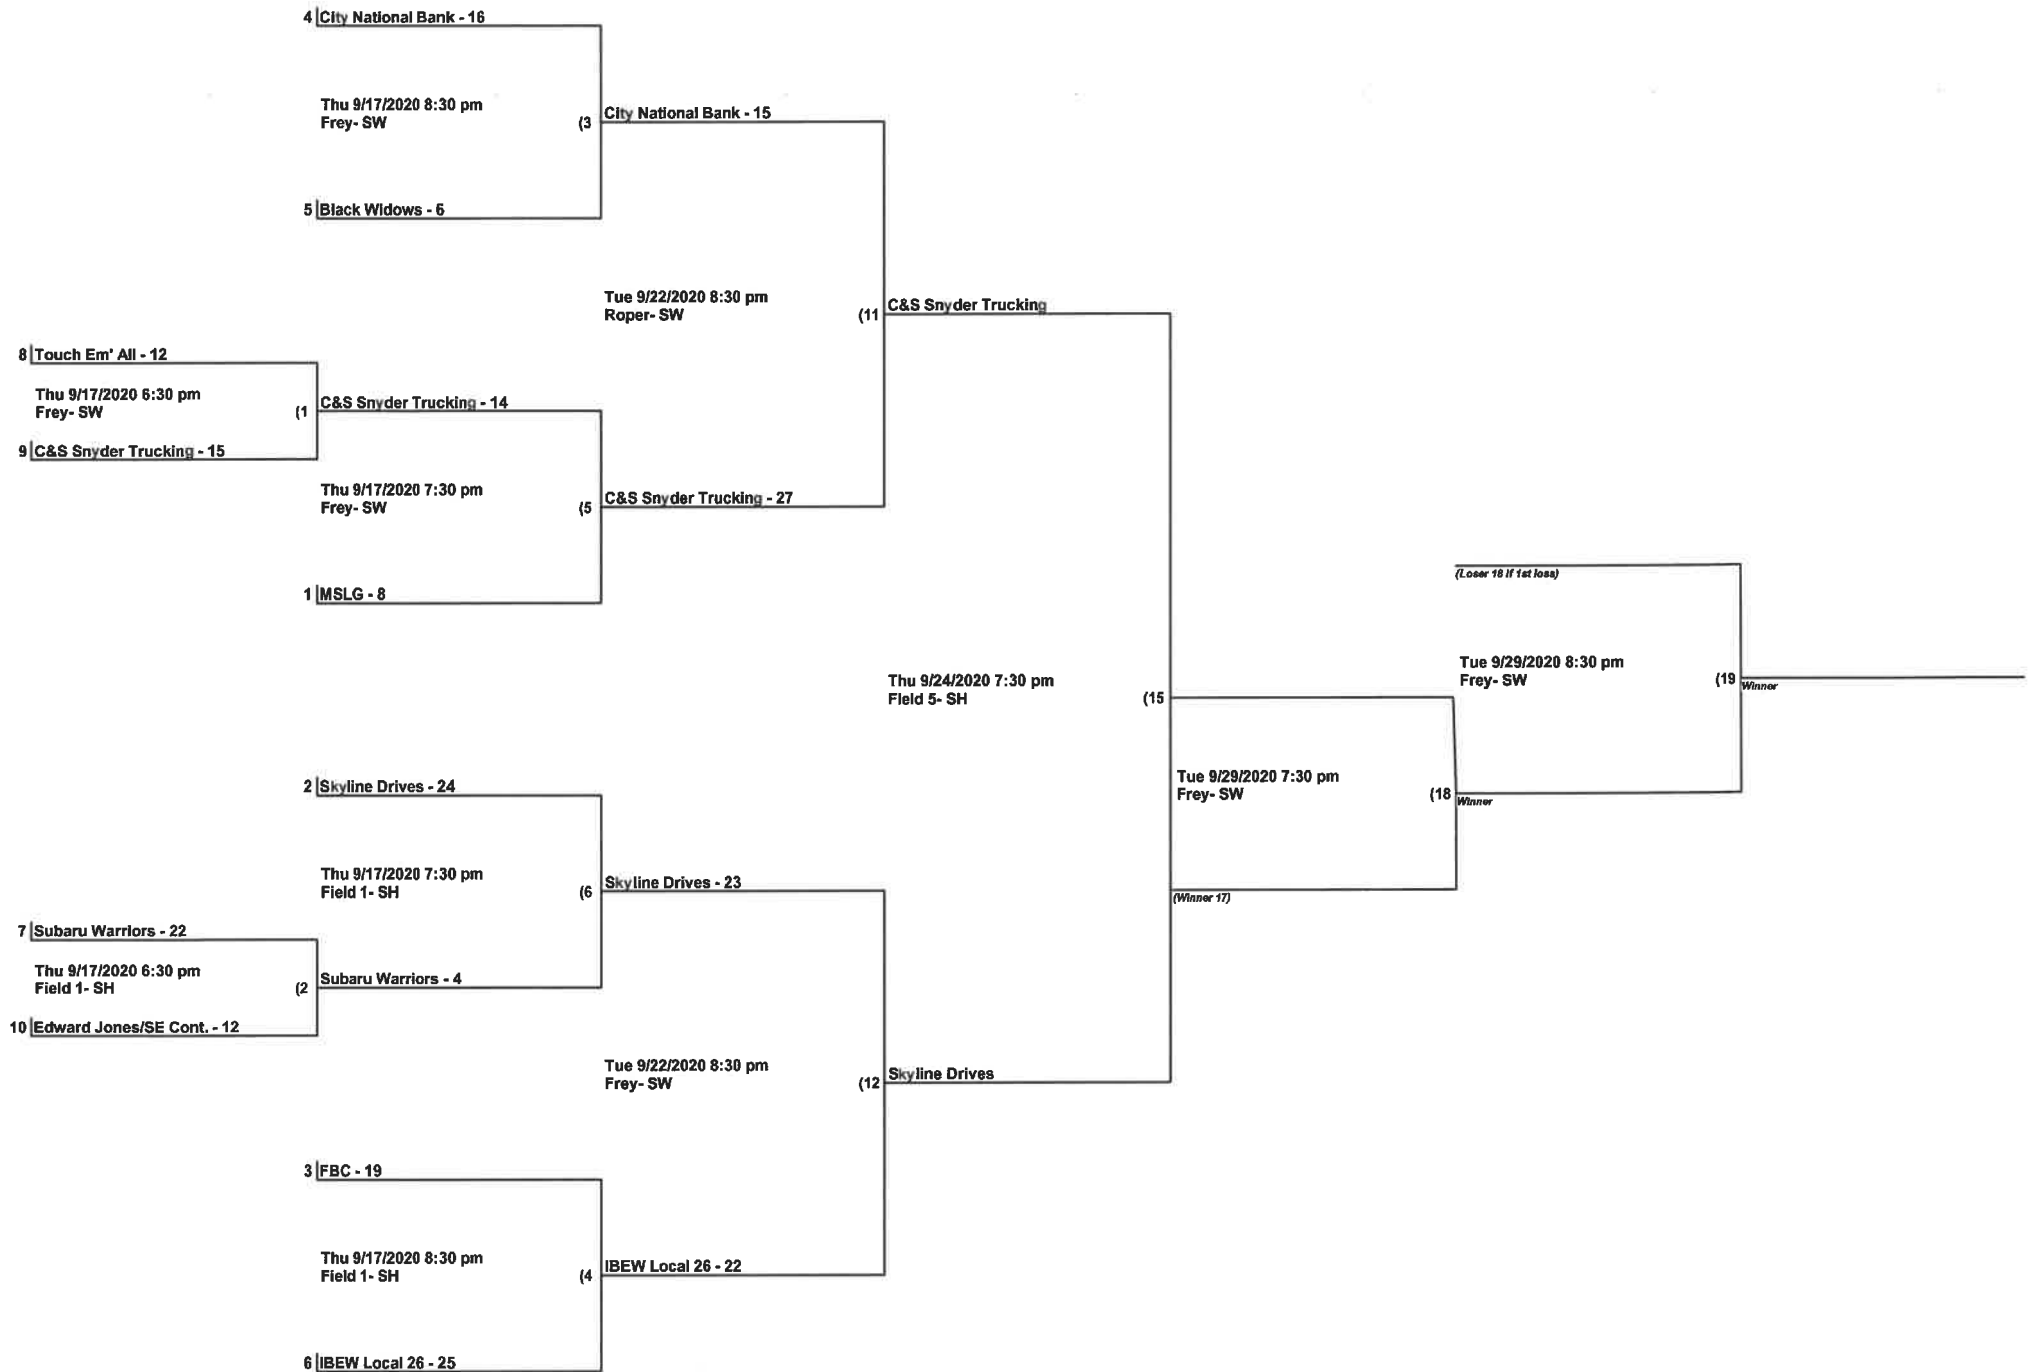 4 City National Bank - 16
Thu 9/17/2020 8:30 pm
Frey- SW
(3
City National Bank - 15
5 Black Widows - 6
Tue 9/22/2020 8:30 pm
Roper- SW
(11
C&S Snyder Trucking
8 Touch Em' All - 12
Thu 9/17/2020 6:30 pm
Frey- SW
(1
C&S Snyder Trucking - 14
9 C&S Snyder Trucking - 15
Thu 9/17/2020 7:30 pm
Frey- SW
(5
C&S Snyder Trucking - 27
1 MSLG - 8
(Loser 18 if 1st loss)
Thu 9/24/2020 7:30 pm
Field 5- SH
(15
Tue 9/29/2020 8:30 pm
Frey- SW
(19
Winner
2 Skyline Drives - 24
Tue 9/29/2020 7:30 pm
Frey- SW
(18
Winner
Thu 9/17/2020 7:30 pm
Field 1- SH
(6
Skyline Drives - 23
(Winner 17)
7 Subaru Warriors - 22
Thu 9/17/2020 6:30 pm
Field 1- SH
(2
Subaru Warriors - 4
10 Edward Jones/SE Cont. - 12
Tue 9/22/2020 8:30 pm
Frey- SW
(12
Skyline Drives
3 FBC - 19
Thu 9/17/2020 8:30 pm
Field 1- SH
(4
IBEW Local 26 - 22
6 IBEW Local 26 - 25